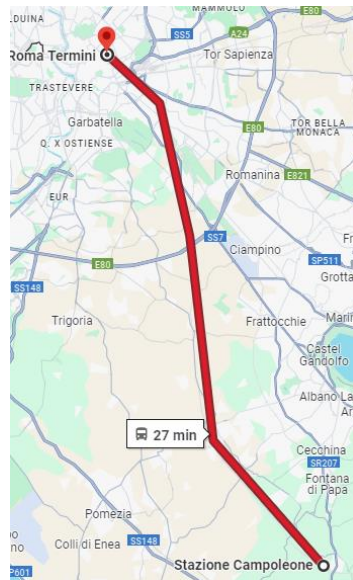 MAMMOLO
LDUINA
SS5
E80
A24
Roma Termini
Tor Sapienza
TRASTEVERE
Garbatella
E80
TOR BELLA
MONACA
Q. X OSTIENSE
Romanina
E821
EUR
SS7
Ciampino
E80
SP511
SS148
Grotta
Trigoria
Frattocchie
Marin
Castel
Gandolfo
Albano La
A
27 min
Cecchina
SR207
Fontana
di Papa
Pomezia
SS148
Colli di Enea
no
P601
Stazione Campoleone